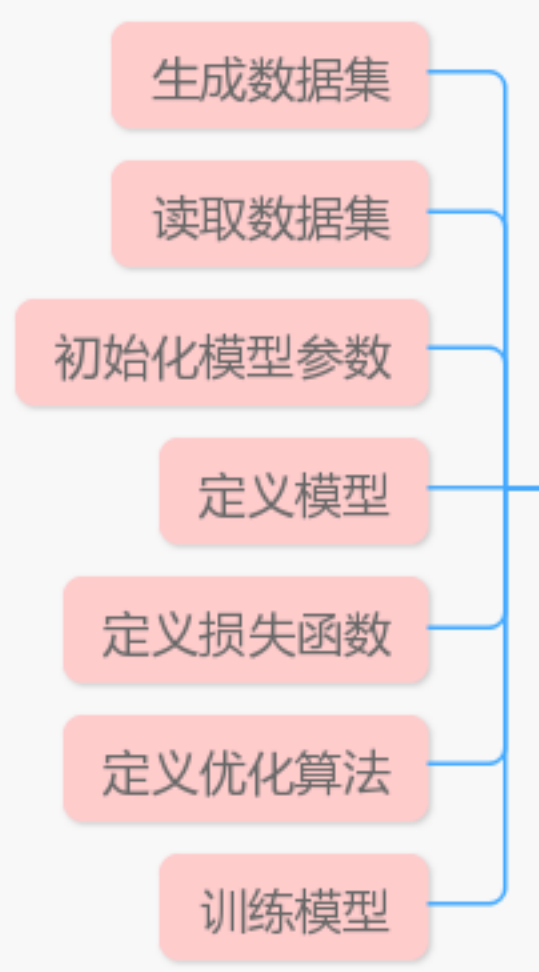 生成数据集
读取数据集
初始化模型参数
定义模型
定义损失函数
定义优化算法
训练模型